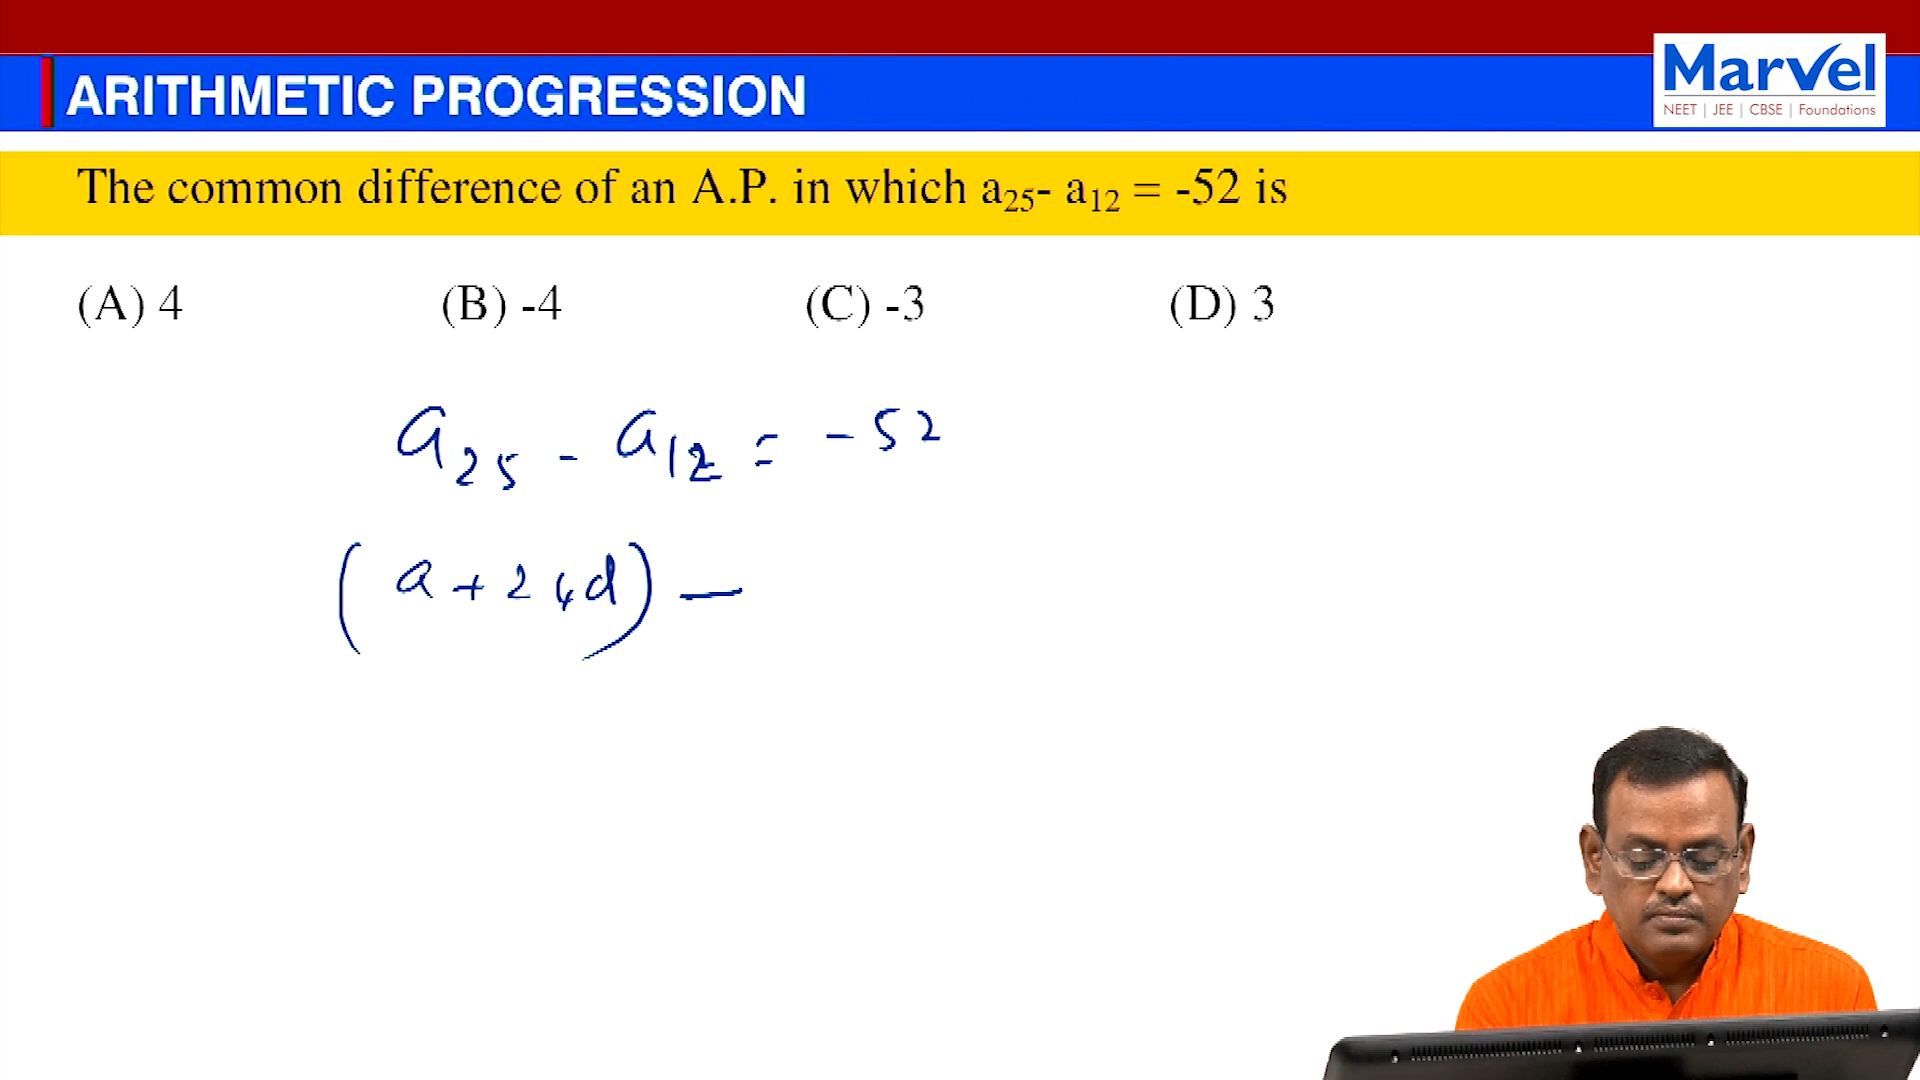 Marvel
NEET | JEE | CBSE | Foundations
ARITHMETIC PROGRESSION
The common difference of an A.P. in which a₂₅- a₁₂ = -52 is
(A) 4 (B) -4 (C) -3 (D) 3
a₂₅ - a₁₂ = - 52
(a + 24d) —